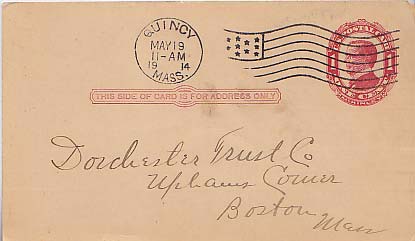 QUINCY
MAY 19
11-AM
19 14
MASS.
THIS SIDE OF CARD IS FOR ADDRESS ONLY
Dorchester Trust Co
Uphams Corner
Boston
Mass